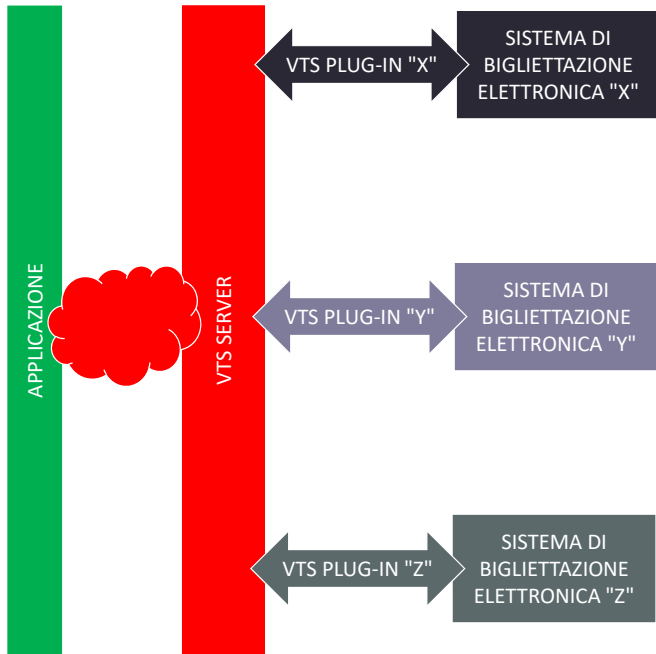 APPLICAZIONE
VTS SERVER
VTS PLUG-IN "X"
SISTEMA DI
BIGLIETTAZIONE
ELETTRONICA "X"
VTS PLUG-IN "Y"
SISTEMA DI
BIGLIETTAZIONE
ELETTRONICA "Y"
VTS PLUG-IN "Z"
SISTEMA DI
BIGLIETTAZIONE
ELETTRONICA "Z"